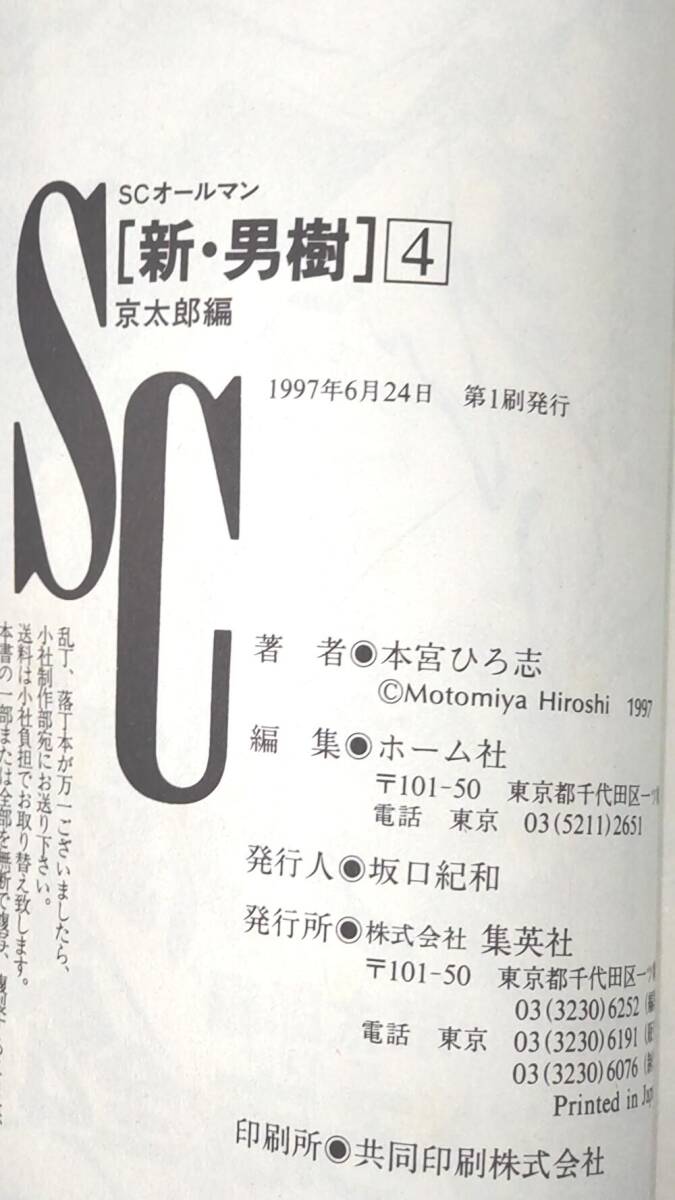 SC
SCオールマン
[新・男樹] 4
京太郎編
1997年6月24日 第1刷発行
著 者◉本宮ひろ志
©Motomiya Hiroshi 1997
編 集◉ホーム社
〒101-50 東京都千代田区一ツ
電話 東京 03(5211)2651
発行人◉坂口紀和
発行所◉株式会社 集英社
〒101-50 東京都千代田区一ツ
03(3230)6252(編
電話 東京 03(3230)6191(
03(3230)6076(
Printed in Jap
印刷所◉共同印刷株式会社
乱丁、落丁本が万一ございましたら、
小社制作部宛にお送り下さい。
送料は小社負担でお取り替え致します。
本書の一部または全部を無断で複写、複製